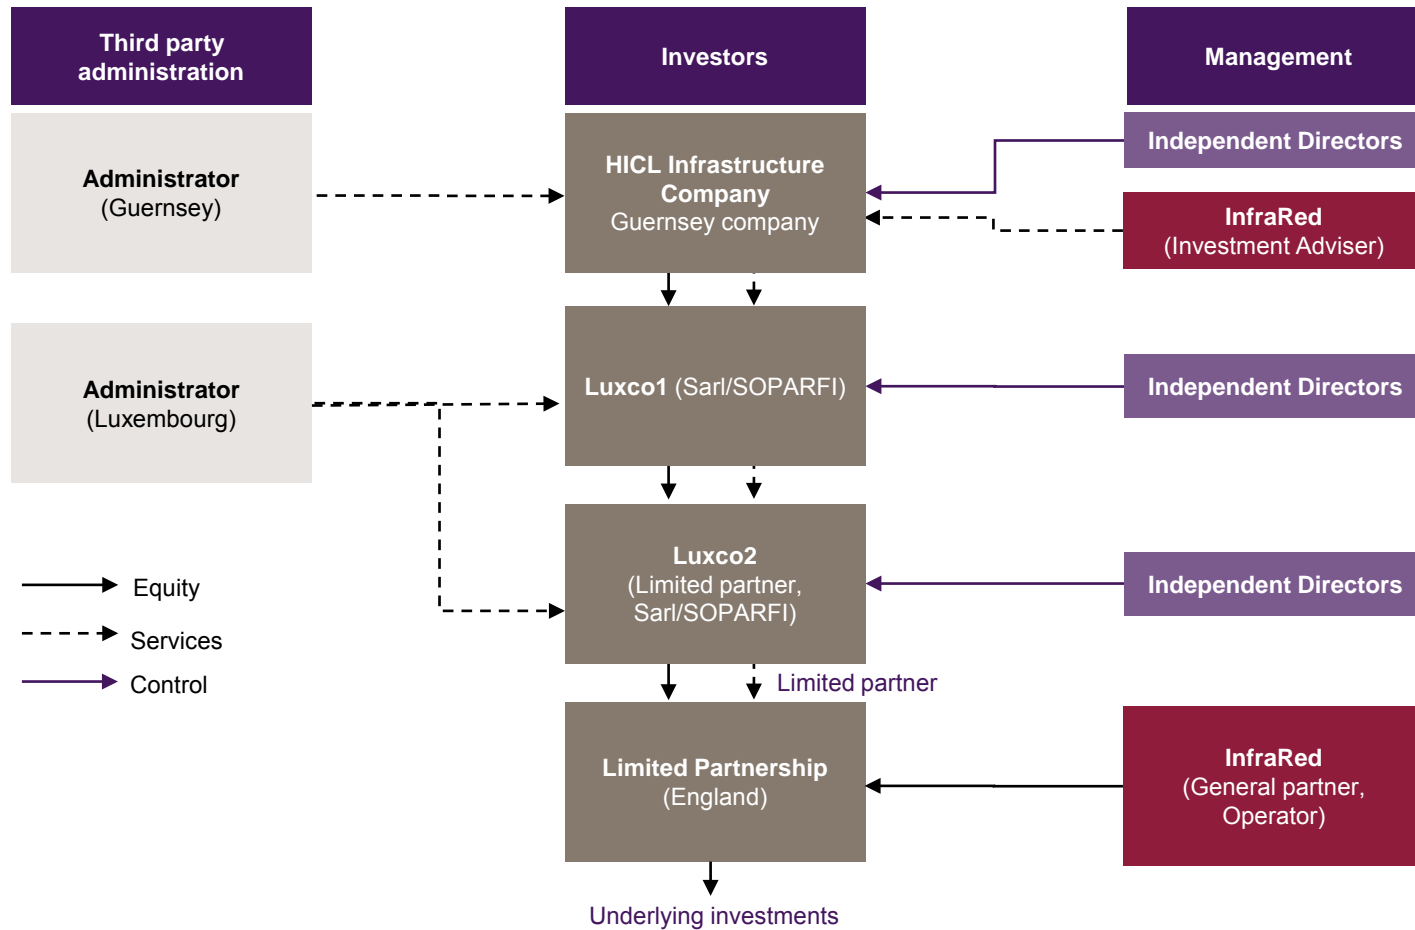 Third party
administration
Investors
Management
Administrator
(Guernsey)
HICL Infrastructure
Company
Guernsey company
Independent Directors
InfraRed
(Investment Adviser)
Administrator
(Luxembourg)
Luxco1 (Sarl/SOPARFI)
Independent Directors
Luxco2
(Limited partner,
Sarl/SOPARFI)
Independent Directors
Equity
Services
Control
Limited partner
Limited Partnership
(England)
InfraRed
(General partner,
Operator)
Underlying investments